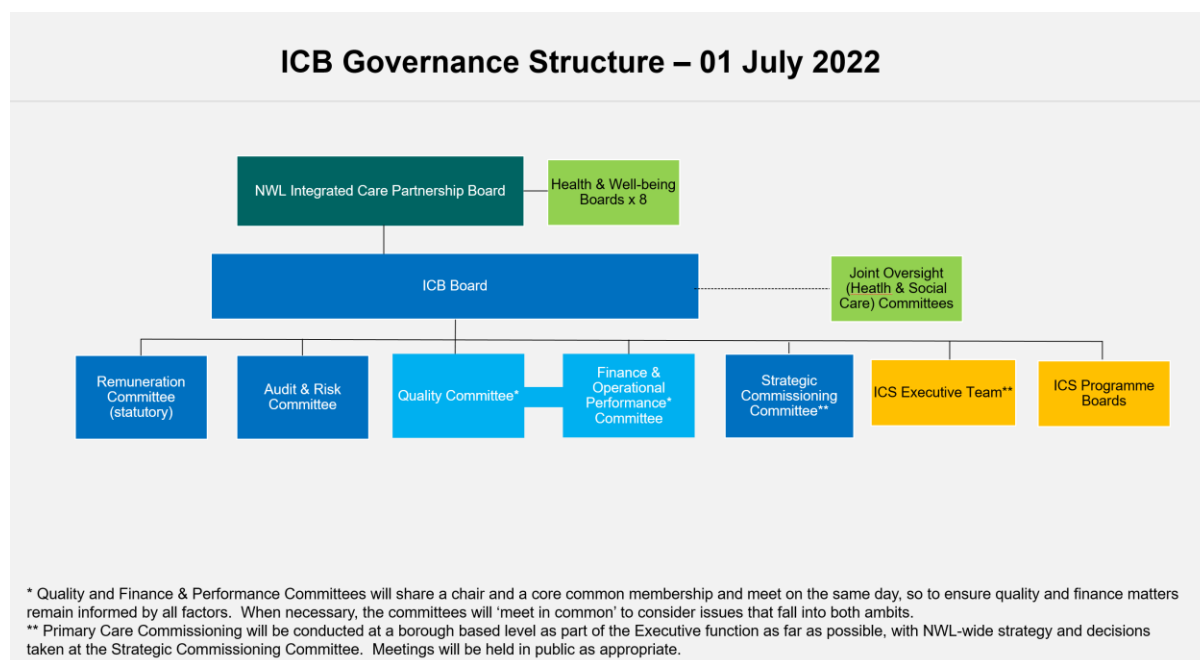 ICB Governance Structure – 01 July 2022
NWL Integrated Care Partnership Board
Health & Well-being
Boards x 8
ICB Board
Joint Oversight
(Heatlh & Social
Care) Committees
Remuneration
Committee
(statutory)
Audit & Risk
Committee
Quality Committee*
Finance &
Operational
Performance*
Committee
Strategic
Commissioning
Committee**
ICS Executive Team**
ICS Programme
Boards
* Quality and Finance & Performance Committees will share a chair and a core common membership and meet on the same day, so to ensure quality and finance matters
remain informed by all factors.  When necessary, the committees will ‘meet in common’ to consider issues that fall into both ambits.
** Primary Care Commissioning will be conducted at a borough based level as part of the Executive function as far as possible, with NWL-wide strategy and decisions
taken at the Strategic Commissioning Committee.  Meetings will be held in public as appropriate.